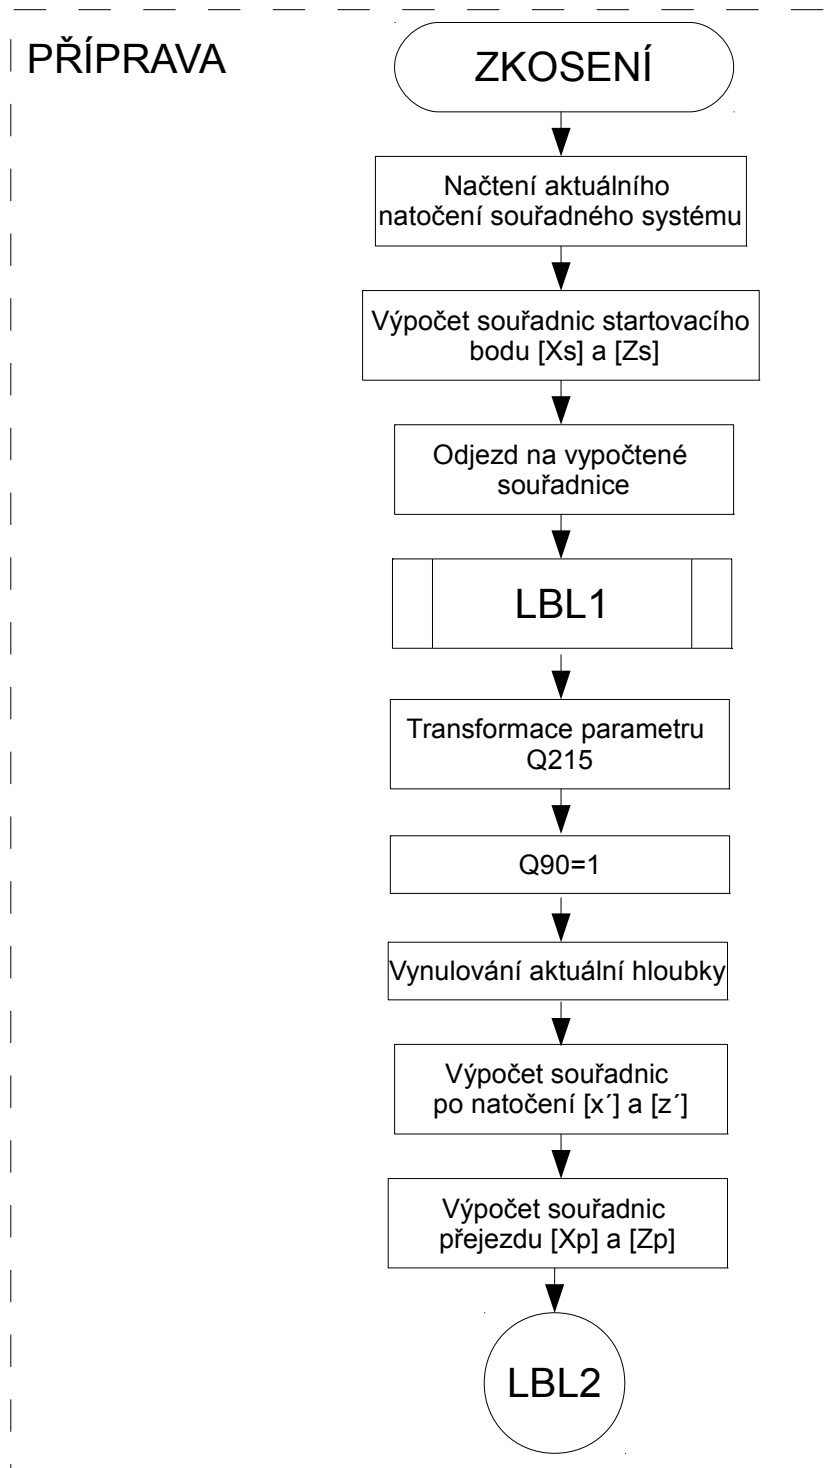 PŘÍPRAVA
ZKOSENÍ
Načtení aktuálního
natočení souřadného systému
Výpočet souřadnic startovacího
bodu [Xs] a [Zs]
Odjezd na vypočtené
souřadnice
LBL1
Transformace parametru
Q215
Q90=1
Vynulování aktuální hloubky
Výpočet souřadnic
po natočení [x´] a [z´]
Výpočet souřadnic
přejezdu [Xp] a [Zp]
LBL2